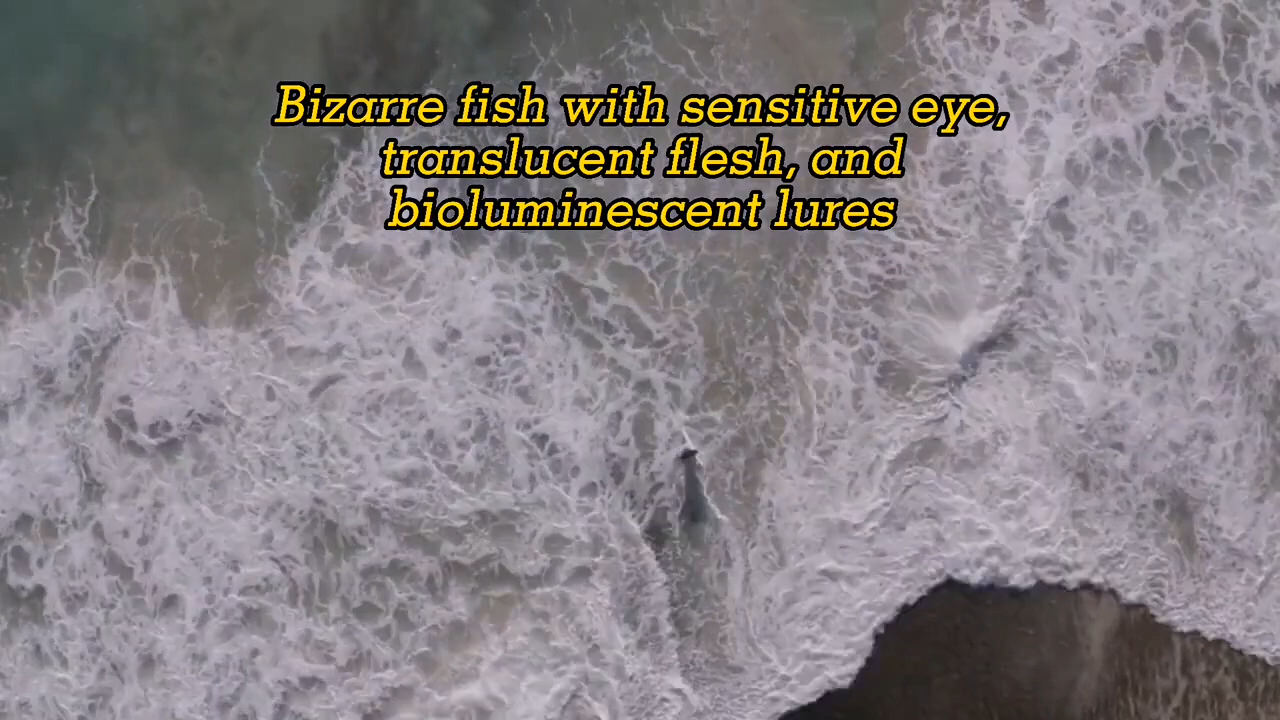 Bizarre fish with sensitive eye,
translucent flesh, and
bioluminescent lures